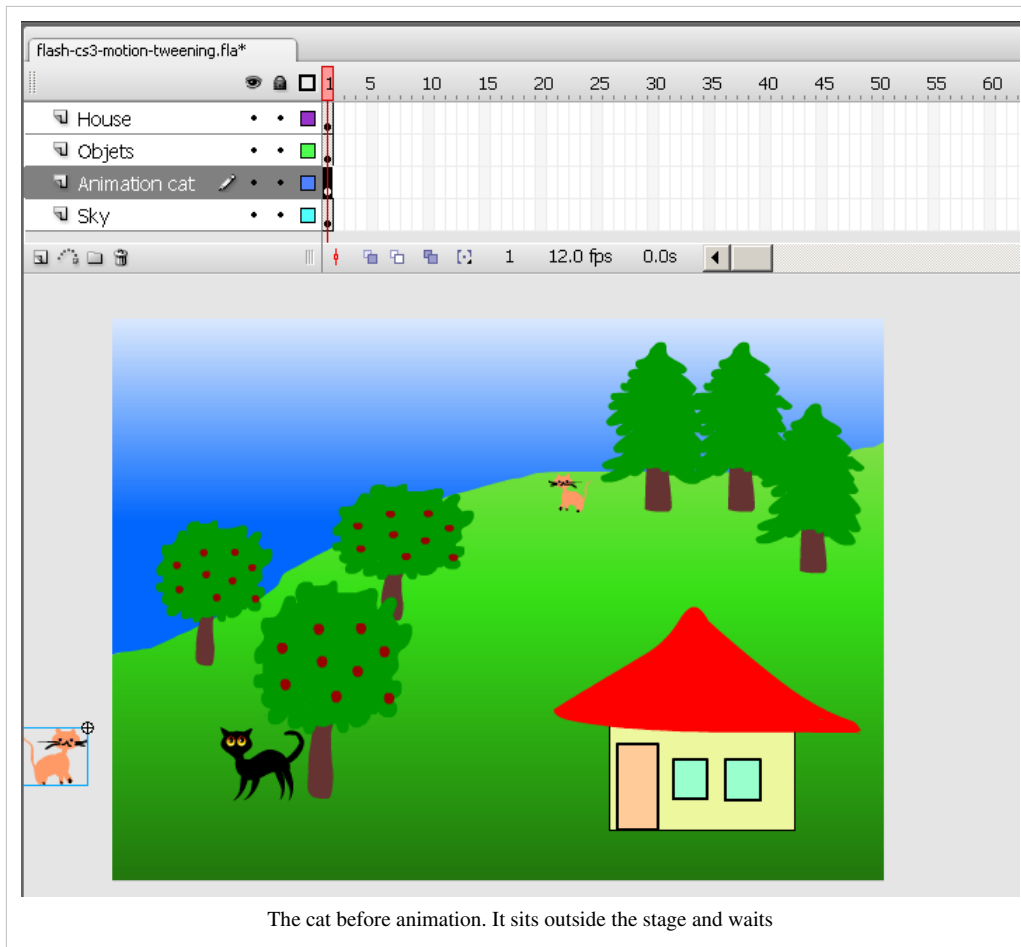 flash-cs3-motion-tweening.fla*
1 5 10 15 20 25 30 35 40 45 50 55 60
House
Objets
Animation cat
Sky
1 12.0 fps 0.0s
The cat before animation. It sits outside the stage and waits